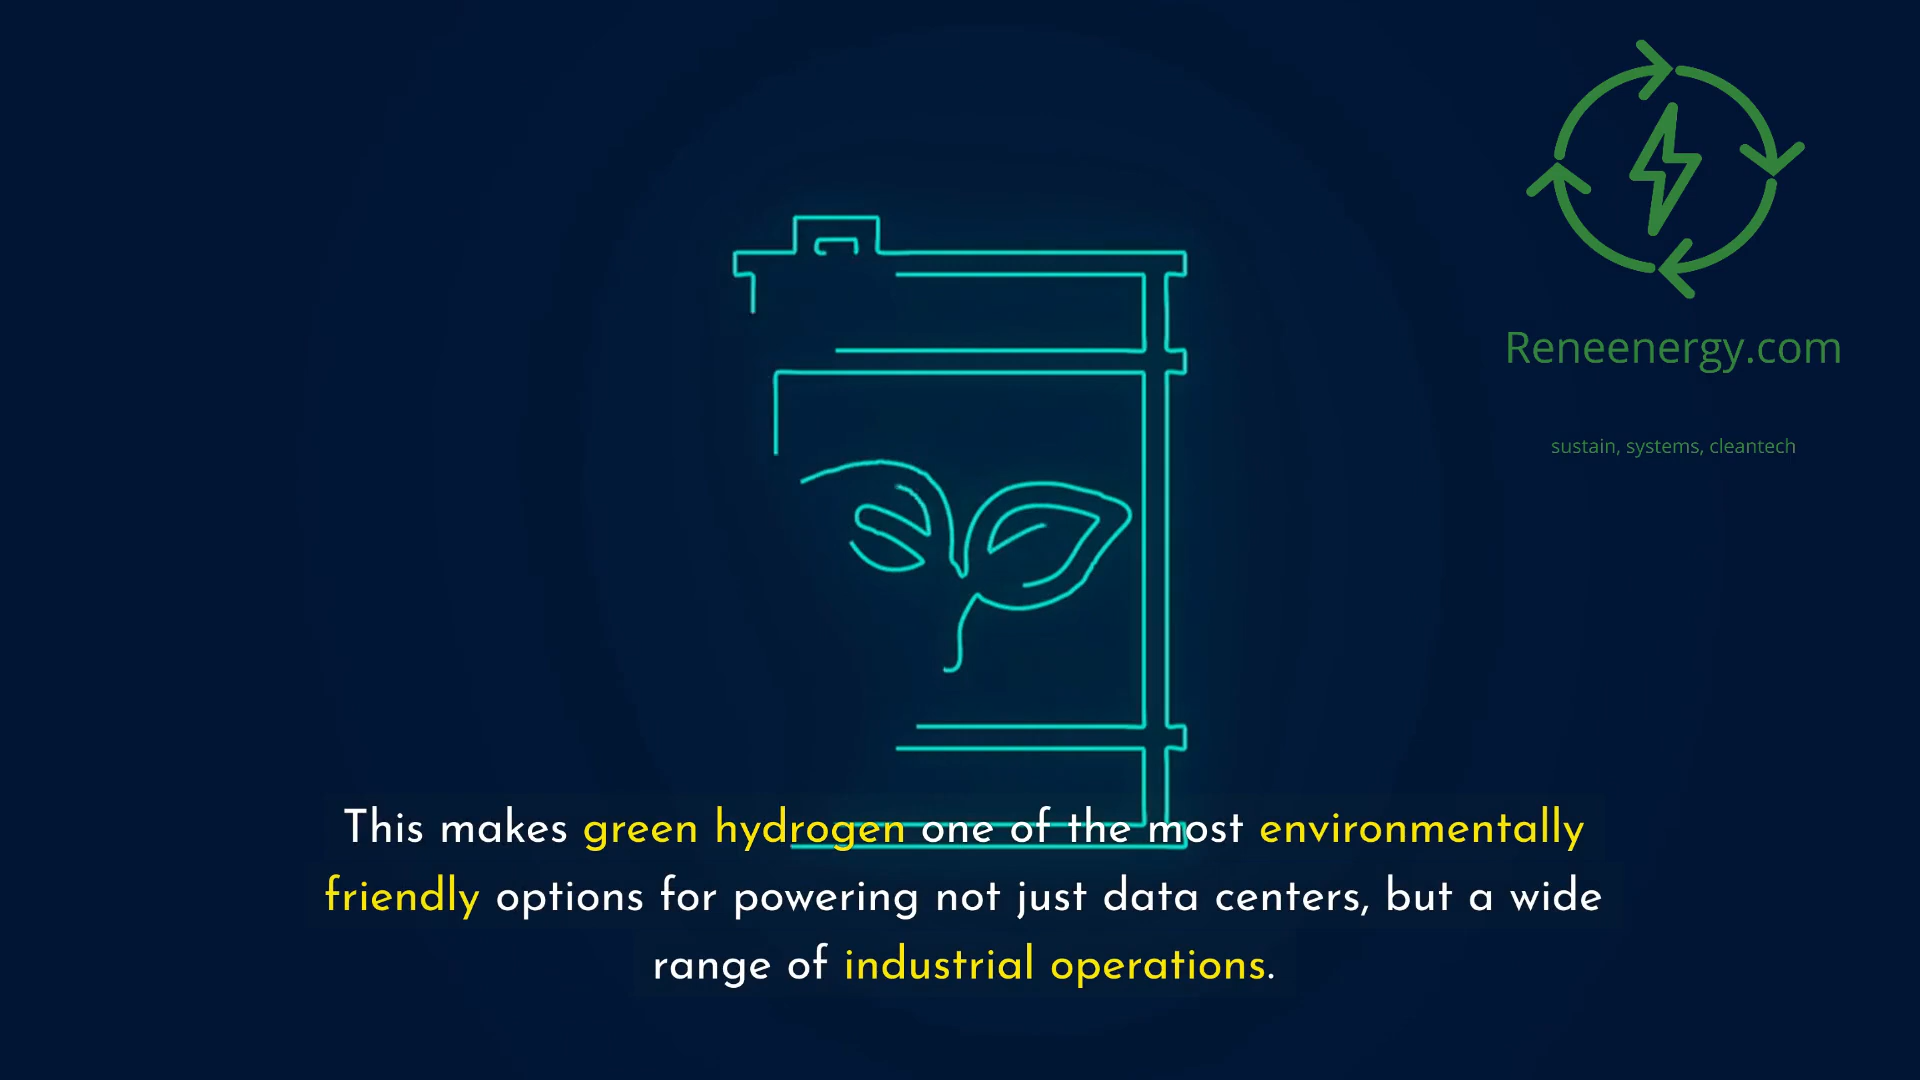 Reneenergy.com
sustain, systems, cleantech
This makes green hydrogen one of the most environmentally
friendly options for powering not just data centers, but a wide
range of industrial operations.